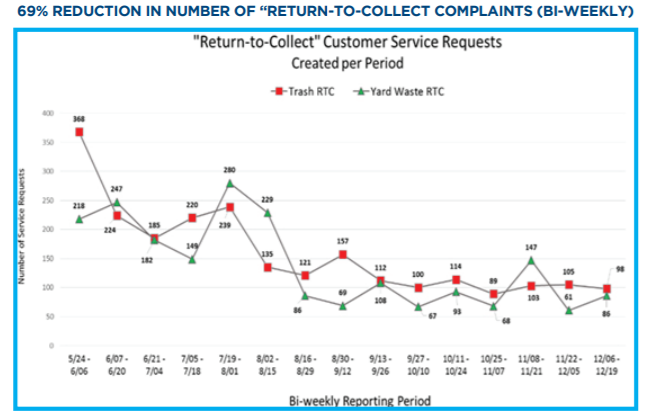 69% REDUCTION IN NUMBER OF “RETURN-TO-COLLECT COMPLAINTS (BI-WEEKLY)
"Return-to-Collect" Customer Service Requests
Created per Period
Trash RTC Yard Waste RTC
Number of Service Requests
400
350
300
250
200
150
100
50
0
368 224 185 220 239 135 121 157 112 100 114 89 103 105 98
218 247 182 149 280 229 86 69 108 67 93 68 147 61 86
5/24 - 6/07 - 6/21 - 7/05 - 7/19 - 8/02 - 8/16 - 8/30 - 9/13 - 9/27 - 10/11 - 10/25 - 11/08 - 11/22 - 12/06 -
6/06 6/20 7/04 7/18 8/01 8/15 8/29 9/12 9/26 10/10 10/24 11/07 11/21 12/05 12/19
Bi-weekly Reporting Period